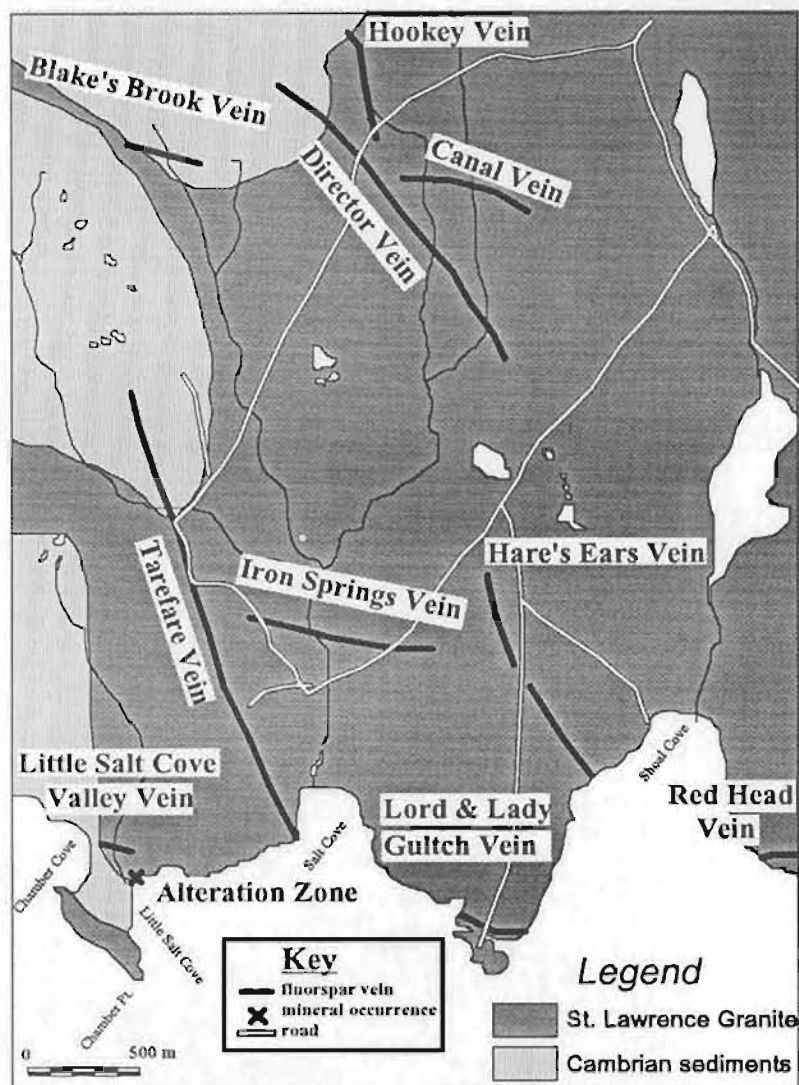 Hookey Vein
Blake's Brook Vein
Canal Vein
Director Vein
Hare's Ears Vein
Iron Springs Vein
Tarefare Vein
Little Salt Cove
Valley Vein
Shoal Cove
Red Head
Vein
Lord & Lady
Gultch Vein
Salt Cove
Chamber Cove
Alteration Zone
Little Salt Cove
Chamber Pt.
Key
fluorspar vein
mineral occurrence
road
0 500 m
Legend
St. Lawrence Granite
Cambrian sediments